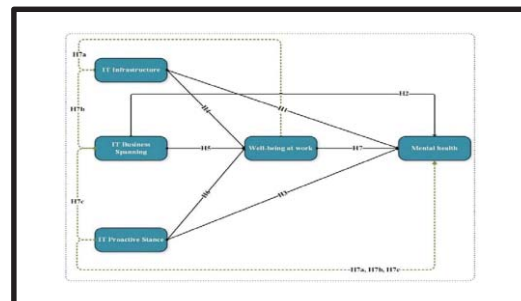 H7a
IT Infrastructure
H7b
H2
H4
H1
IT Business
Spanning
H5
Well-being at work
H7
Mental health
H7c
H6
H3
IT Proactive Stance
H7a, H7b, H7c